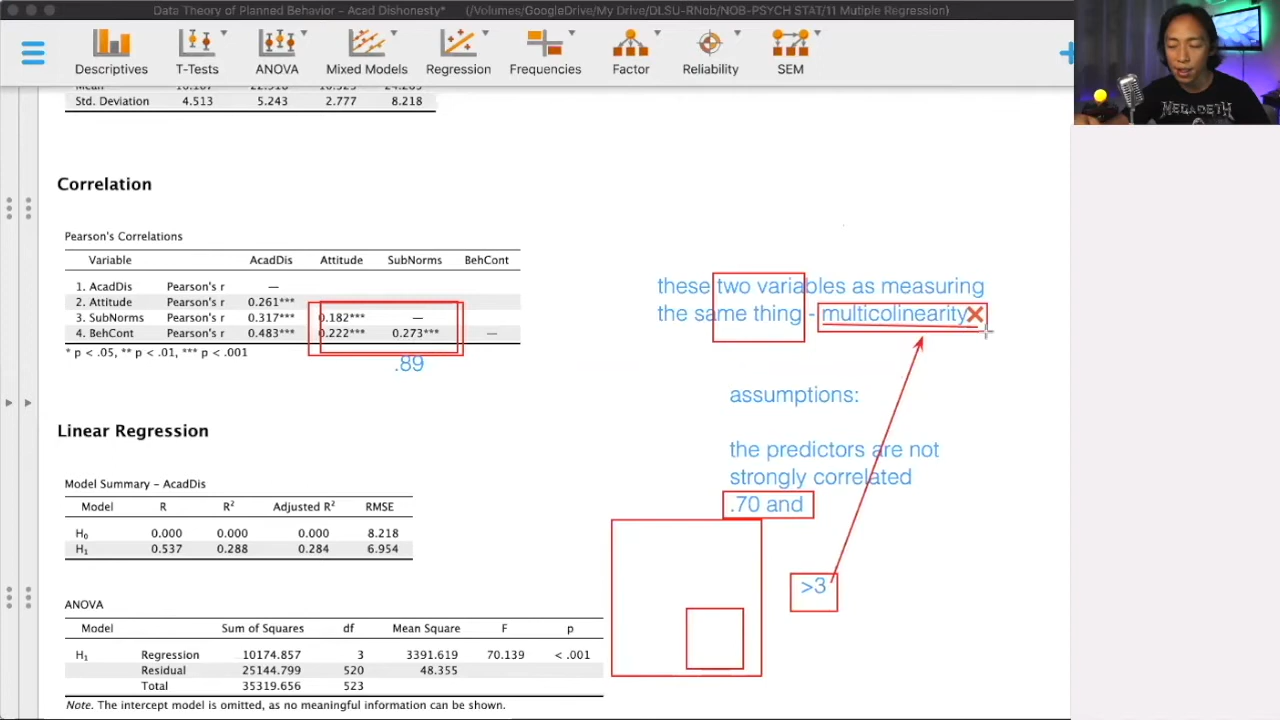 Data Theory of Planned Behavior - Acad Dishonesty* (/Volumes/GoogleDrive/My Drive/DLSU-RNob/NOB-PSYCH STAT/11 Mutiple Regression)
Descriptives T-Tests ANOVA Mixed Models Regression Frequencies Factor Reliability SEM
MEGADETH
Std. Deviation 4.513 5.243 2.777 8.218
Correlation
Pearson's Correlations
Variable AcadDis Attitude SubNorms BehCont
1. AcadDis Pearson's r —
2. Attitude Pearson's r 0.261***
3. SubNorms Pearson's r 0.317*** 0.182*** —
4. BehCont Pearson's r 0.483*** 0.222*** 0.273*** —
* p < .05, ** p < .01, *** p < .001
.89
these two variables as measuring
the same thing - multicolinearity
assumptions:
the predictors are not
strongly correlated
.70 and
>3
Linear Regression
Model Summary - AcadDis
Model R R² Adjusted R² RMSE
H₀ 0.000 0.000 0.000 8.218
H₁ 0.537 0.288 0.284 6.954
ANOVA
Model Sum of Squares df Mean Square F p
H₁ Regression 10174.857 3 3391.619 70.139 < .001
Residual 25144.799 520 48.355
Total 35319.656 523
Note. The intercept model is omitted, as no meaningful information can be shown.